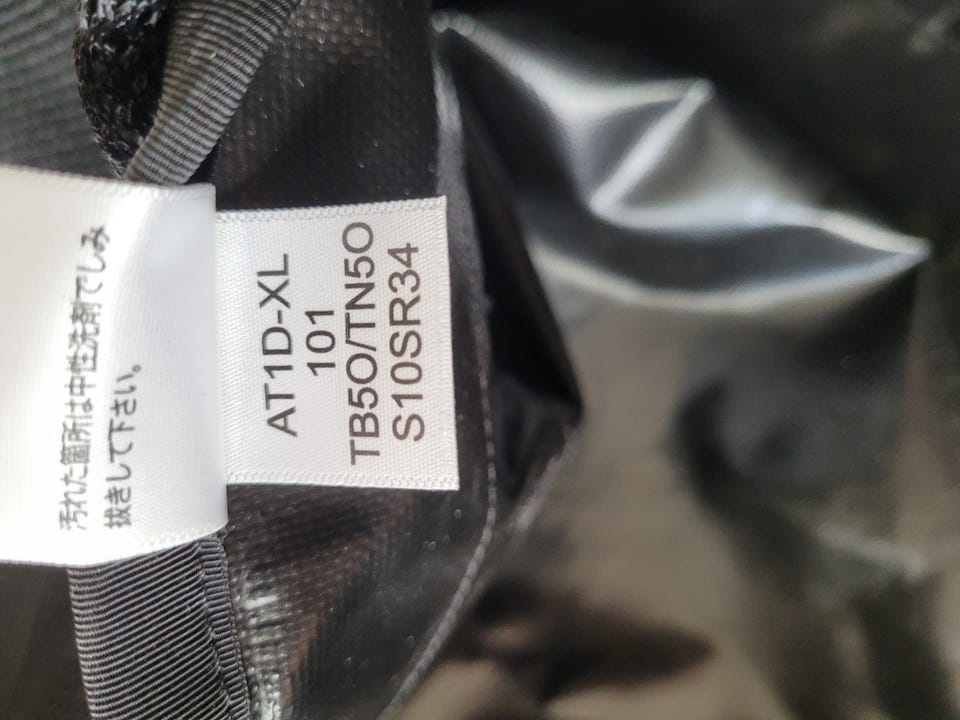 汚れた箇所は中性洗剤でしみ
抜きして下さい。
AT1D-XL
101
TB5O/TN5O
S10SR34